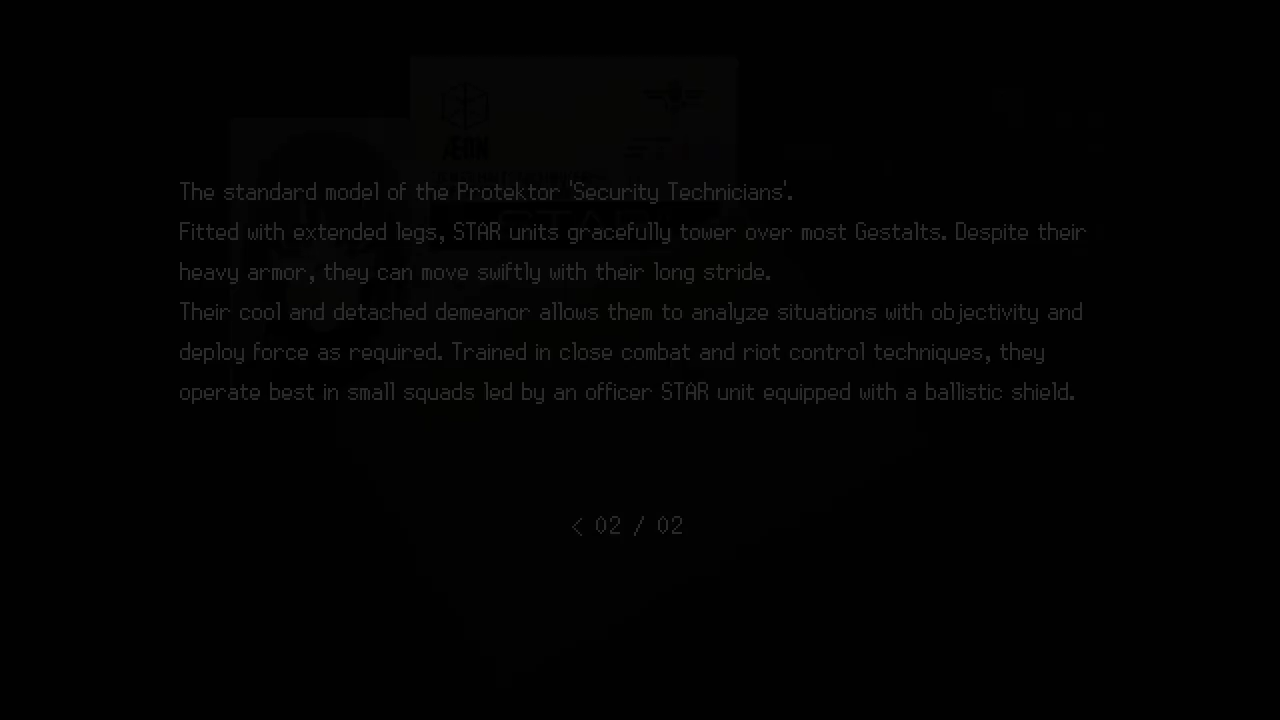 ÆON
The standard model of the Protektor 'Security Technicians'.
Fitted with extended legs, STAR units gracefully tower over most Gestalts. Despite their
heavy armor, they can move swiftly with their long stride.
Their cool and detached demeanor allows them to analyze situations with objectivity and
deploy force as required. Trained in close combat and riot control techniques, they
operate best in small squads led by an officer STAR unit equipped with a ballistic shield.
< 02 / 02